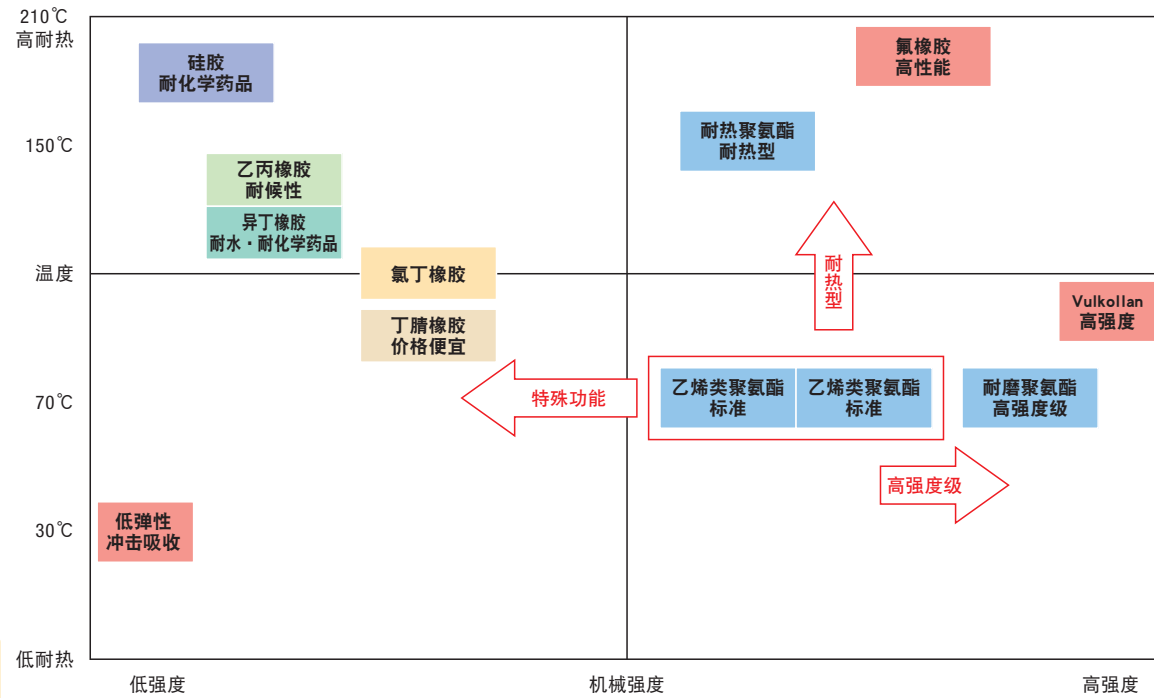 210℃
高耐热
硅胶
耐化学药品
氟橡胶
高性能
150℃
耐热聚氨酯
耐热型
乙丙橡胶
耐候性
异丁橡胶
耐水・耐化学药品
温度
氯丁橡胶
耐热型
Vulkollan
高强度
丁腈橡胶
价格便宜
70℃
特殊功能
乙烯类聚氨酯
标准
乙烯类聚氨酯
标准
耐磨聚氨酯
高强度级
高强度级
30℃
低弹性
冲击吸收
低耐热
低强度
机械强度
高强度